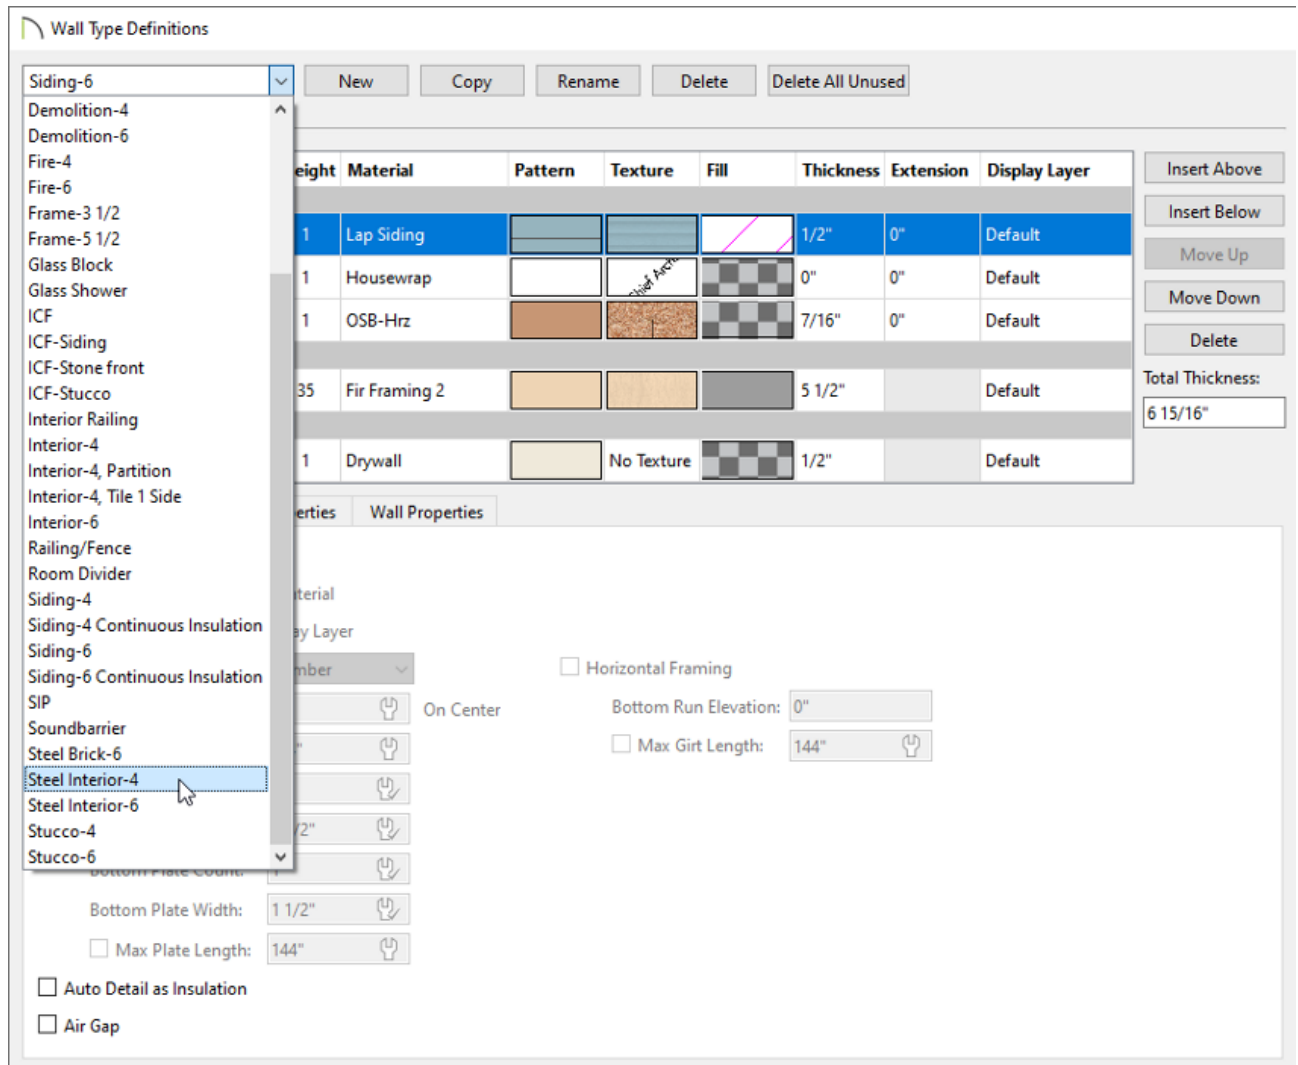 Wall Type Definitions
Siding-6 New Copy Rename Delete Delete All Unused
Demolition-4
Demolition-6
Fire-4
Fire-6
Frame-3 1/2
Frame-5 1/2
Glass Block
Glass Shower
ICF
ICF-Siding
ICF-Stone front
ICF-Stucco
Interior Railing
Interior-4
Interior-4, Partition
Interior-4, Tile 1 Side
Interior-6
Railing/Fence
Room Divider
Siding-4
Siding-4 Continuous Insulation
Siding-6
Siding-6 Continuous Insulation
SIP
Soundbarrier
Steel Brick-6
Steel Interior-4
Steel Interior-6
Stucco-4
Stucco-6
eight Material Pattern Texture Fill Thickness Extension Display Layer
1 Lap Siding 1/2" 0" Default
1 Housewrap 0" 0" Default
1 OSB-Hrz 7/16" 0" Default
35 Fir Framing 2 5 1/2" Default
1 Drywall No Texture 1/2" Default
Insert Above
Insert Below
Move Up
Move Down
Delete
Total Thickness:
6 15/16"
erties Wall Properties
aterial
ay Layer
mber
On Center
/2"
Horizontal Framing
Bottom Run Elevation: 0"
Max Girt Length: 144"
Bottom Plate Count:
Bottom Plate Width: 1 1/2"
Max Plate Length: 144"
Auto Detail as Insulation
Air Gap